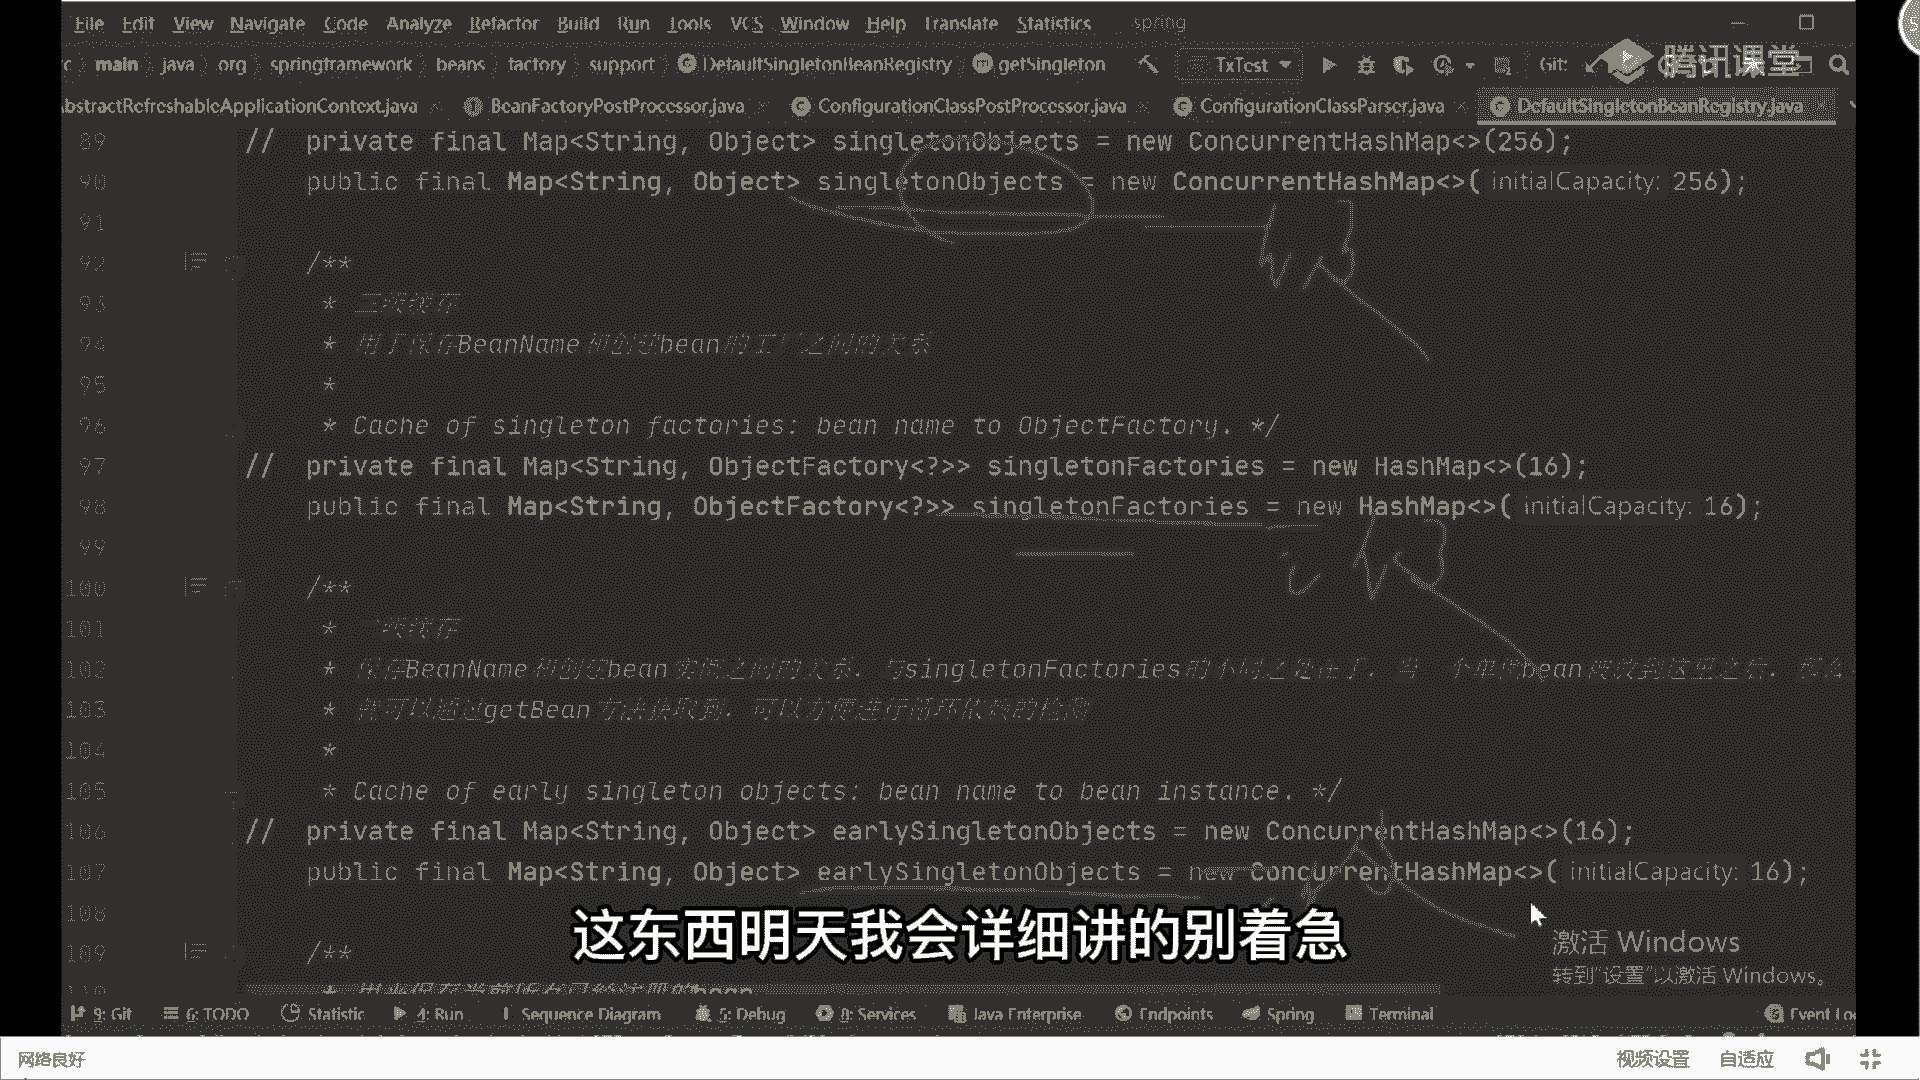 File Edit View Navigate Code Analyze Refactor Build Run Tools VCS Window Help Translate Statistics spring
main java org springframework beans factory support DefaultSingletonBeanRegistry getSingleton TxTest Git: 腾讯课堂
AbstractRefreshableApplicationContext.java BeanFactoryPostProcessor.java ConfigurationClassPostProcessor.java ConfigurationClassParser.java DefaultSingletonBeanRegistry.java
89 // private final Map<String, Object> singletonObjects = new ConcurrentHashMap<>(256);
90 public final Map<String, Object> singletonObjects = new ConcurrentHashMap<>( initialCapacity: 256);
91
92 /**
93 * 三级缓存
94 * 用于保存BeanName和创建bean的工厂之间的关系
95 *
96 * Cache of singleton factories: bean name to ObjectFactory. */
97 // private final Map<String, ObjectFactory<?>> singletonFactories = new HashMap<>(16);
98 public final Map<String, ObjectFactory<?>> singletonFactories = new HashMap<>( initialCapacity: 16);
99
100 /**
101 * 二级缓存
102 * 保存BeanName和创建bean实例之间的关系,与singletonFactories的不同之处在于,当一个单例bean被放到这里之后,那么
103 * 就可以通过getBean方法获取到,可以方便进行循环依赖的检测
104 *
105 * Cache of early singleton objects: bean name to bean instance. */
106 // private final Map<String, Object> earlySingletonObjects = new ConcurrentHashMap<>(16);
107 public final Map<String, Object> earlySingletonObjects = new ConcurrentHashMap<>( initialCapacity: 16);
108
这东西明天我会详细讲的别着急
109 /**
激活 Windows
转到"设置"以激活 Windows。
9: Git 6: TODO Statistic 4: Run Sequence Diagram 5: Debug 8: Services Java Enterprise Endpoints Spring Terminal Event Lo
网络良好 视频设置 自适应